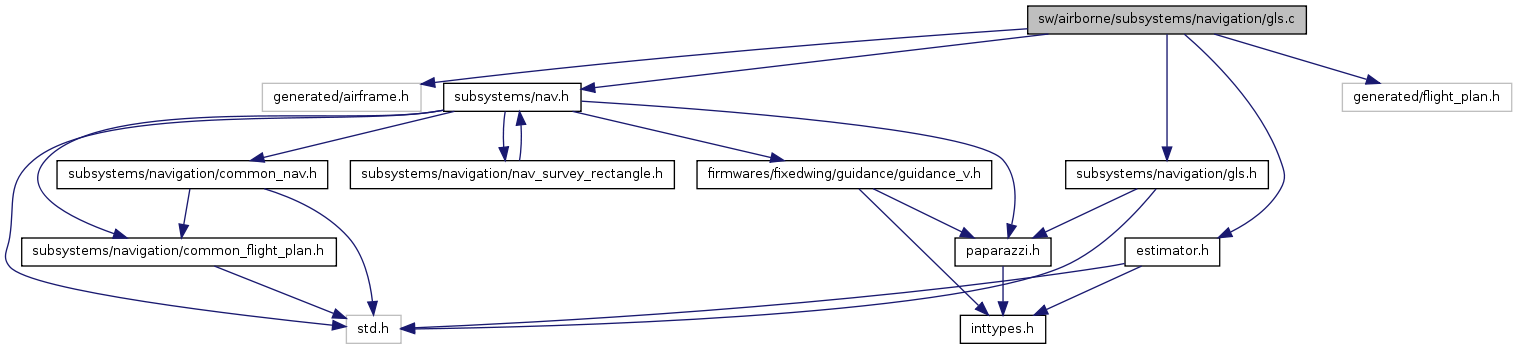 sw/airborne/subsystems/navigation/gls.c
generated/airframe.h
subsystems/nav.h
generated/flight_plan.h
subsystems/navigation/common_nav.h
subsystems/navigation/nav_survey_rectangle.h
firmwares/fixedwing/guidance/guidance_v.h
subsystems/navigation/gls.h
subsystems/navigation/common_flight_plan.h
paparazzi.h
estimator.h
std.h
inttypes.h